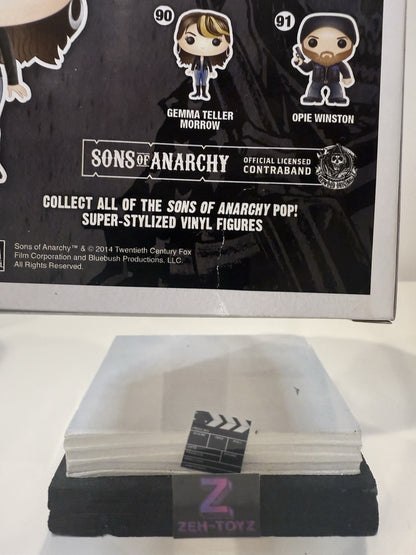 90
91
GEMMA TELLER
MORROW
OPIE WINSTON
SONS OF ANARCHY
OFFICIAL LICENSED
CONTRABAND
COLLECT ALL OF THE SONS OF ANARCHY POP!
SUPER-STYLIZED VINYL FIGURES
Sons of Anarchy™ & © 2014 Twentieth Century Fox
Film Corporation and Bluebush Productions, LLC.
All Rights Reserved.
Z
ZEH-TOYZ